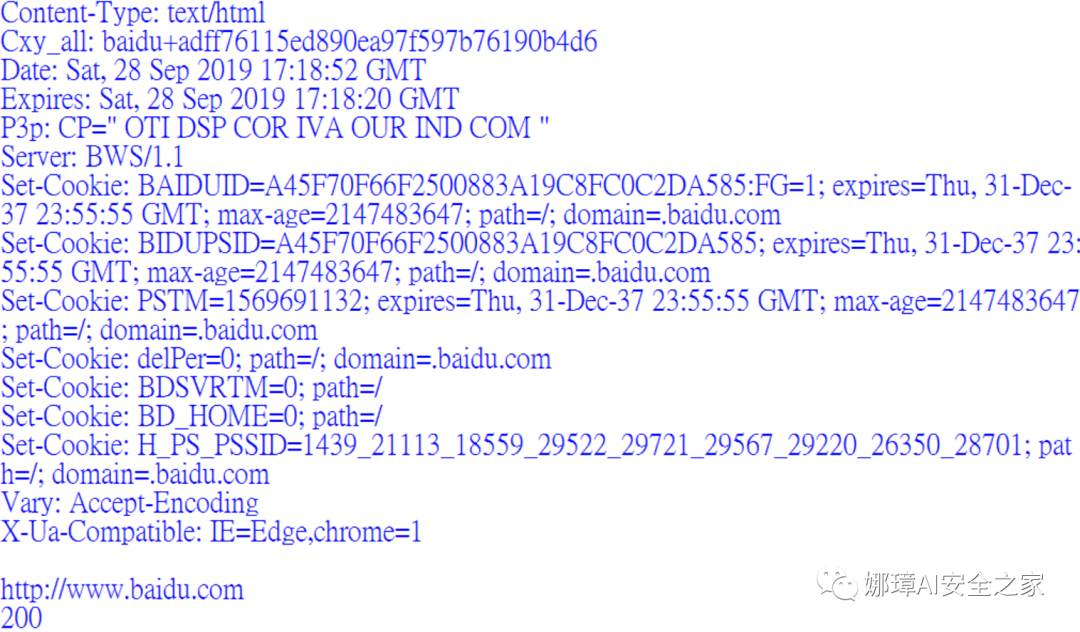 Content-Type: text/html
Cxy_all: baidu+adff76115ed890ea97f597b76190b4d6
Date: Sat, 28 Sep 2019 17:18:52 GMT
Expires: Sat, 28 Sep 2019 17:18:20 GMT
P3p: CP=" OTI DSP COR IVA OUR IND COM "
Server: BWS/1.1
Set-Cookie: BAIDUID=A45F70F66F2500883A19C8FC0C2DA585:FG=1; expires=Thu, 31-Dec-
37 23:55:55 GMT; max-age=2147483647; path=/; domain=.baidu.com
Set-Cookie: BIDUPSID=A45F70F66F2500883A19C8FC0C2DA585; expires=Thu, 31-Dec-37 23:
55:55 GMT; max-age=2147483647; path=/; domain=.baidu.com
Set-Cookie: PSTM=1569691132; expires=Thu, 31-Dec-37 23:55:55 GMT; max-age=2147483647
; path=/; domain=.baidu.com
Set-Cookie: delPer=0; path=/; domain=.baidu.com
Set-Cookie: BDSVRTM=0; path=/
Set-Cookie: BD_HOME=0; path=/
Set-Cookie: H_PS_PSSID=1439_21113_18559_29522_29721_29567_29220_26350_28701; pat
h=/; domain=.baidu.com
Vary: Accept-Encoding
X-Ua-Compatible: IE=Edge,chrome=1
http://www.baidu.com
200
娜璋AI安全之家